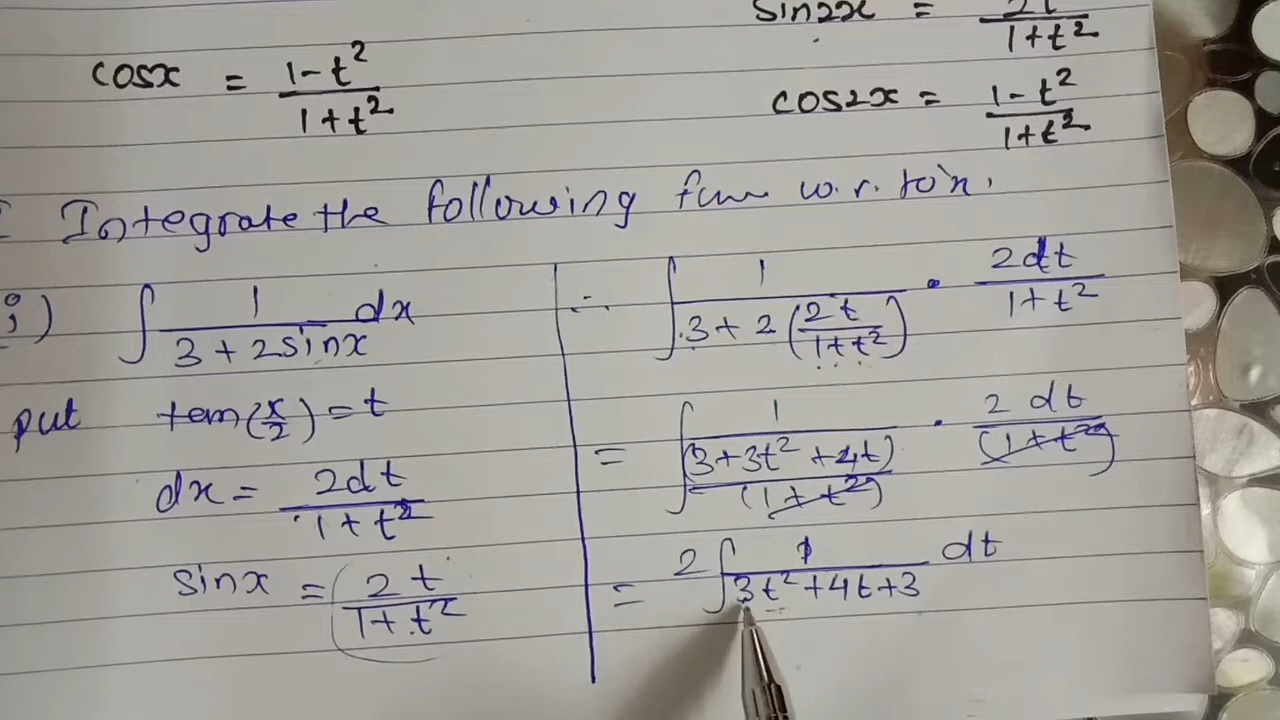 sin2x = 2t / 1+t²
cosx = 1-t² / 1+t²
cos2x = 1-t² / 1+t²
I Integrate the following fun w.r. to x.
i) ∫ 1 / 3+2sinx dx
put tan(x/2) = t
dx = 2dt / 1+t²
sinx = 2t / 1+t²
∴ ∫ 1 / 3+2(2t / 1+t²) · 2dt / 1+t²
= ∫ 1 / (3+3t²+4t) / (1+t²) · 2 dt / (1+t²)
= 2∫ 1 / 3t²+4t+3 dt